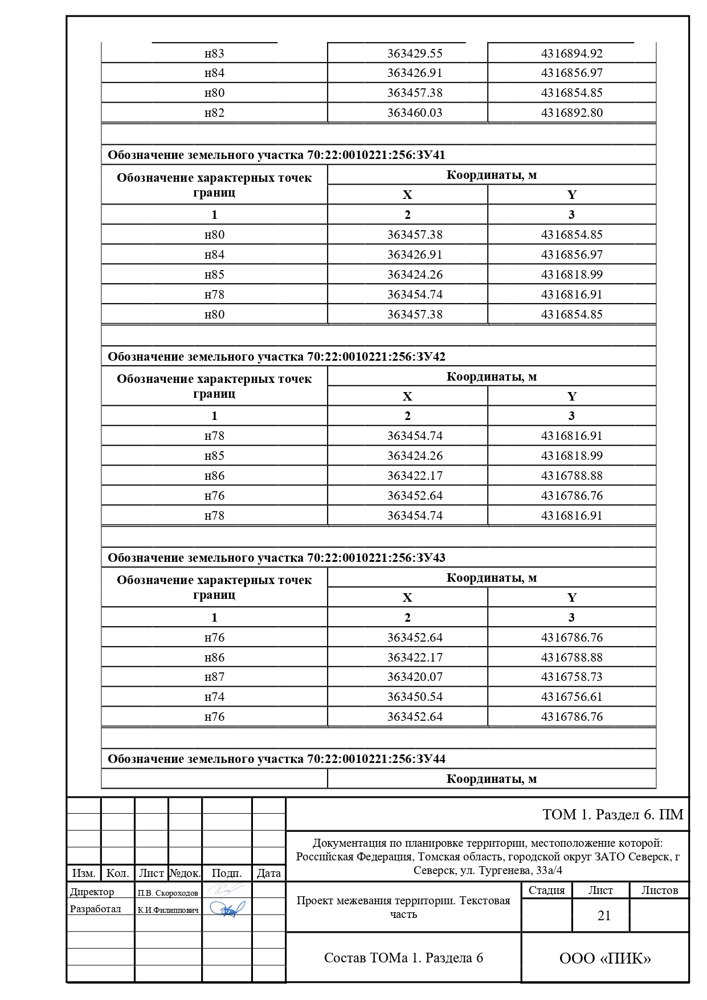 н83 363429.55 4316894.92
н84 363426.91 4316856.97
н80 363457.38 4316854.85
н82 363460.03 4316892.80
Обозначение земельного участка 70:22:0010221:256:ЗУ41
Обозначение характерных точек границ Координаты, м
X Y
1 2 3
н80 363457.38 4316854.85
н84 363426.91 4316856.97
н85 363424.26 4316818.99
н78 363454.74 4316816.91
н80 363457.38 4316854.85
Обозначение земельного участка 70:22:0010221:256:ЗУ42
Обозначение характерных точек границ Координаты, м
X Y
1 2 3
н78 363454.74 4316816.91
н85 363424.26 4316818.99
н86 363422.17 4316788.88
н76 363452.64 4316786.76
н78 363454.74 4316816.91
Обозначение земельного участка 70:22:0010221:256:ЗУ43
Обозначение характерных точек границ Координаты, м
X Y
1 2 3
н76 363452.64 4316786.76
н86 363422.17 4316788.88
н87 363420.07 4316758.73
н74 363450.54 4316756.61
н76 363452.64 4316786.76
Обозначение земельного участка 70:22:0010221:256:ЗУ44
Координаты, м
ТОМ 1. Раздел 6. ПМ
Документация по планировке территории, местоположение которой:
Российская Федерация, Томская область, городской округ ЗАТО Северск, г
Северск, ул. Тургенева, 33а/4
Изм. Кол. Лист №док. Подп. Дата
Директор П.В. Скороходов
Разработал К.И.Филиппович
Проект межевания территории. Текстовая
часть
Стадия Лист Листов
21
Состав ТОМа 1. Раздела 6
ООО «ПИК»